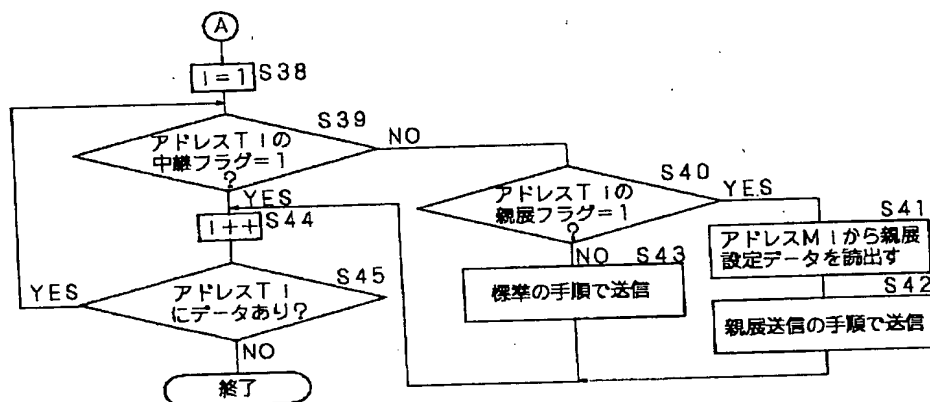 A
I=1
S38
アドレスTIの
中継フラグ=1
?
S39
NO
YES
アドレスTIの
親展フラグ=1
?
S40
YES
S41
アドレスMIから親展
設定データを読出す
S42
親展送信の手順で送信
NO
S43
標準の手順で送信
I++
S44
アドレスTI
にデータあり?
S45
YES
NO
終了